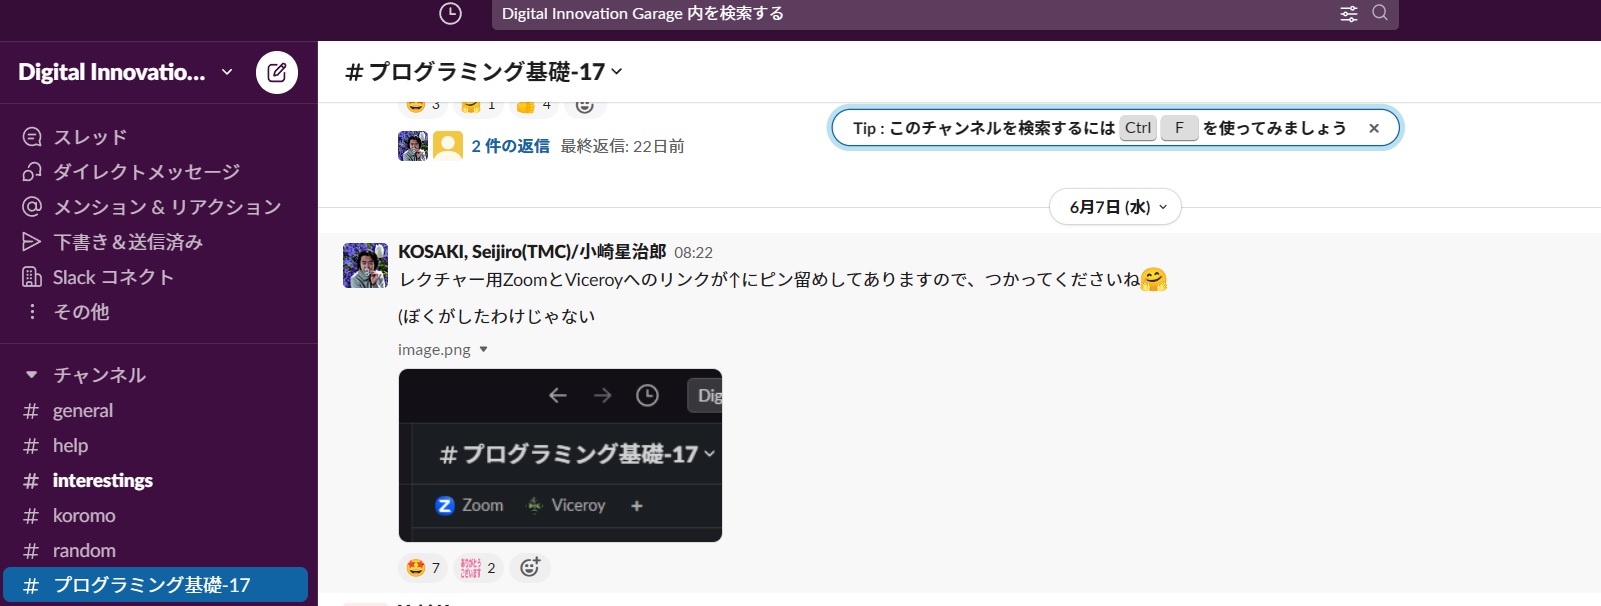 Digital Innovation Garage 内を検索する
Digital Innovatio...
スレッド
ダイレクトメッセージ
メンション & リアクション
下書き & 送信済み
Slack コネクト
その他
チャンネル
# general
# help
# interestings
# koromo
# random
# プログラミング基礎-17
# プログラミング基礎-17
3 1 4
2 件の返信 最終返信: 22日前
Tip : このチャンネルを検索するには Ctrl F を使ってみましょう ×
6月7日 (水)
KOSAKI, Seijiro(TMC)/小崎星治郎 08:22
レクチャー用ZoomとViceroyへのリンクが↑にピン留めしてありますので、つかってくださいね🤗
(ぼくがしたわけじゃない
image.png
Dig
# プログラミング基礎-17
Z Zoom Viceroy +
7 ありがとうございます 2